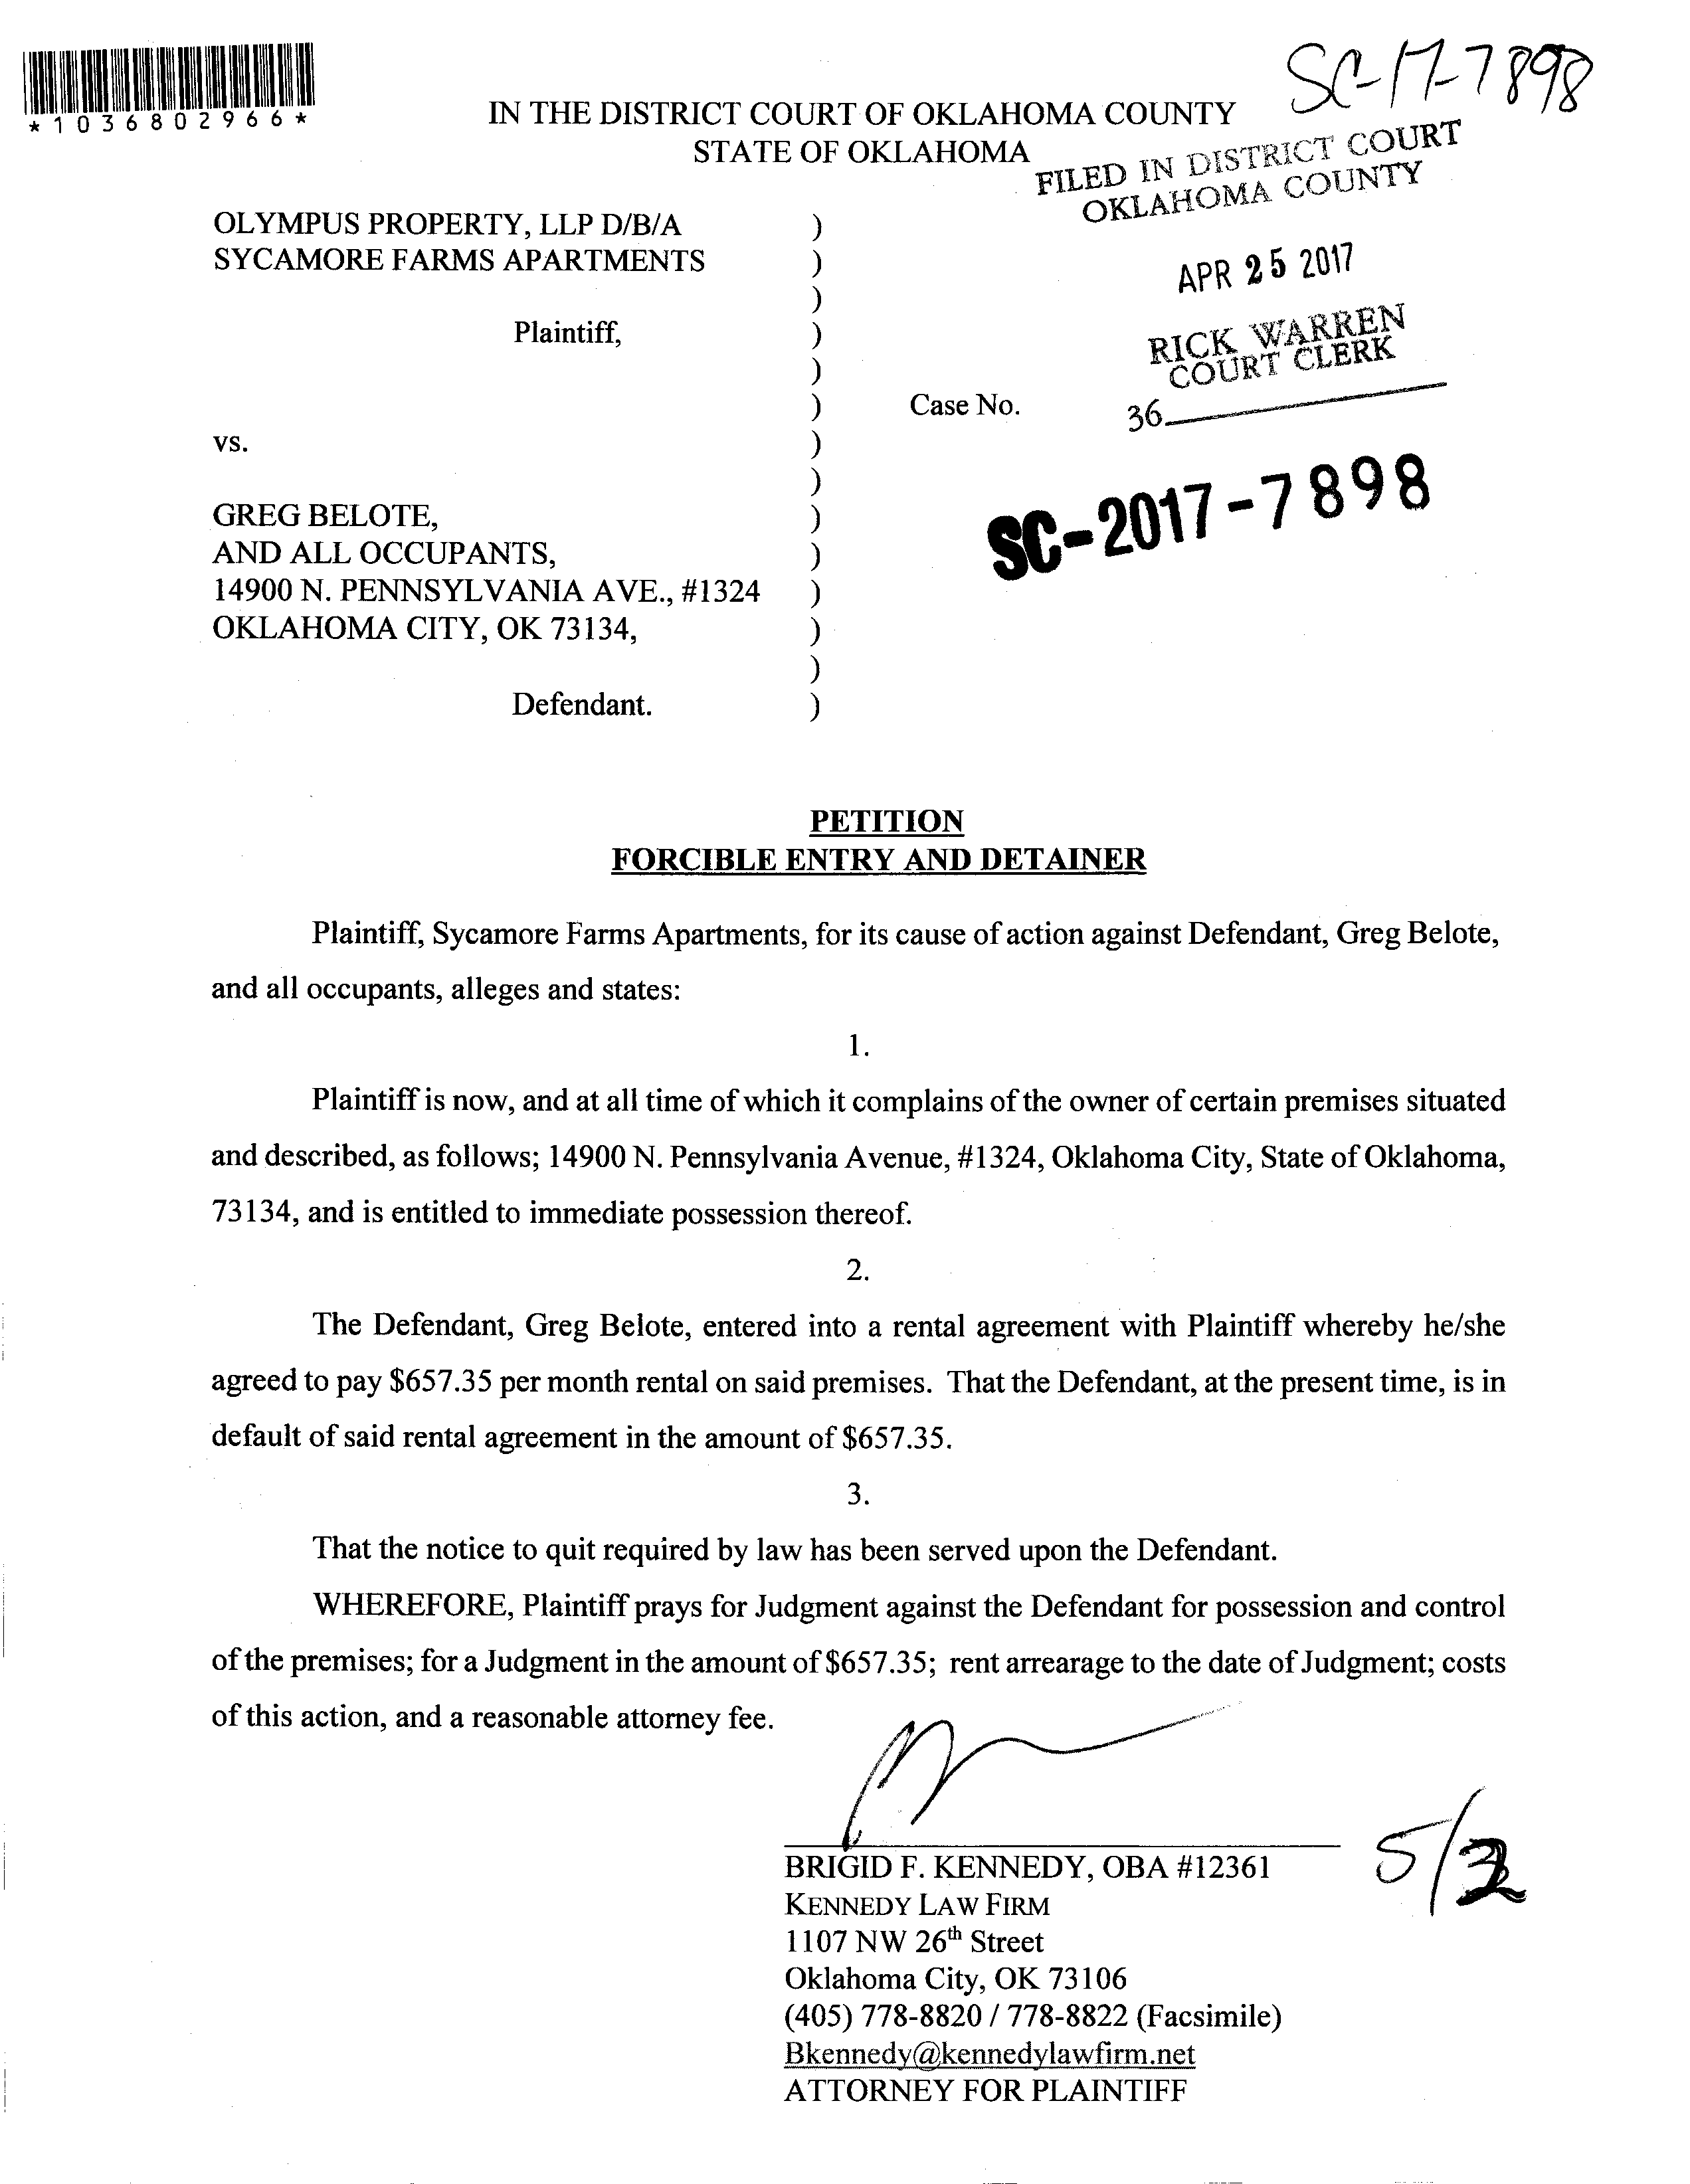 SC-17-7898
*1036802966*
IN THE DISTRICT COURT OF OKLAHOMA COUNTY
STATE OF OKLAHOMA
FILED IN DISTRICT COURT
OKLAHOMA COUNTY
OLYMPUS PROPERTY, LLP D/B/A )
SYCAMORE FARMS APARTMENTS )
)
APR 25 2017
Plaintiff, )
RICK WARREN
COURT CLERK
)
) Case No.
36
vs. )
)
SC-2017-7898
GREG BELOTE, )
AND ALL OCCUPANTS, )
14900 N. PENNSYLVANIA AVE., #1324 )
OKLAHOMA CITY, OK 73134, )
)
Defendant. )
PETITION
FORCIBLE ENTRY AND DETAINER
Plaintiff, Sycamore Farms Apartments, for its cause of action against Defendant, Greg Belote,
and all occupants, alleges and states:
1.
Plaintiff is now, and at all time of which it complains of the owner of certain premises situated
and described, as follows; 14900 N. Pennsylvania Avenue, #1324, Oklahoma City, State of Oklahoma,
73134, and is entitled to immediate possession thereof.
2.
The Defendant, Greg Belote, entered into a rental agreement with Plaintiff whereby he/she
agreed to pay $657.35 per month rental on said premises. That the Defendant, at the present time, is in
default of said rental agreement in the amount of $657.35.
3.
That the notice to quit required by law has been served upon the Defendant.
WHEREFORE, Plaintiff prays for Judgment against the Defendant for possession and control
of the premises; for a Judgment in the amount of $657.35; rent arrearage to the date of Judgment; costs
of this action, and a reasonable attorney fee.
BRIGID F. KENNEDY, OBA #12361
KENNEDY LAW FIRM
1107 NW 26th Street
Oklahoma City, OK 73106
(405) 778-8820 / 778-8822 (Facsimile)
Bkennedy@kennedylawfirm.net
ATTORNEY FOR PLAINTIFF